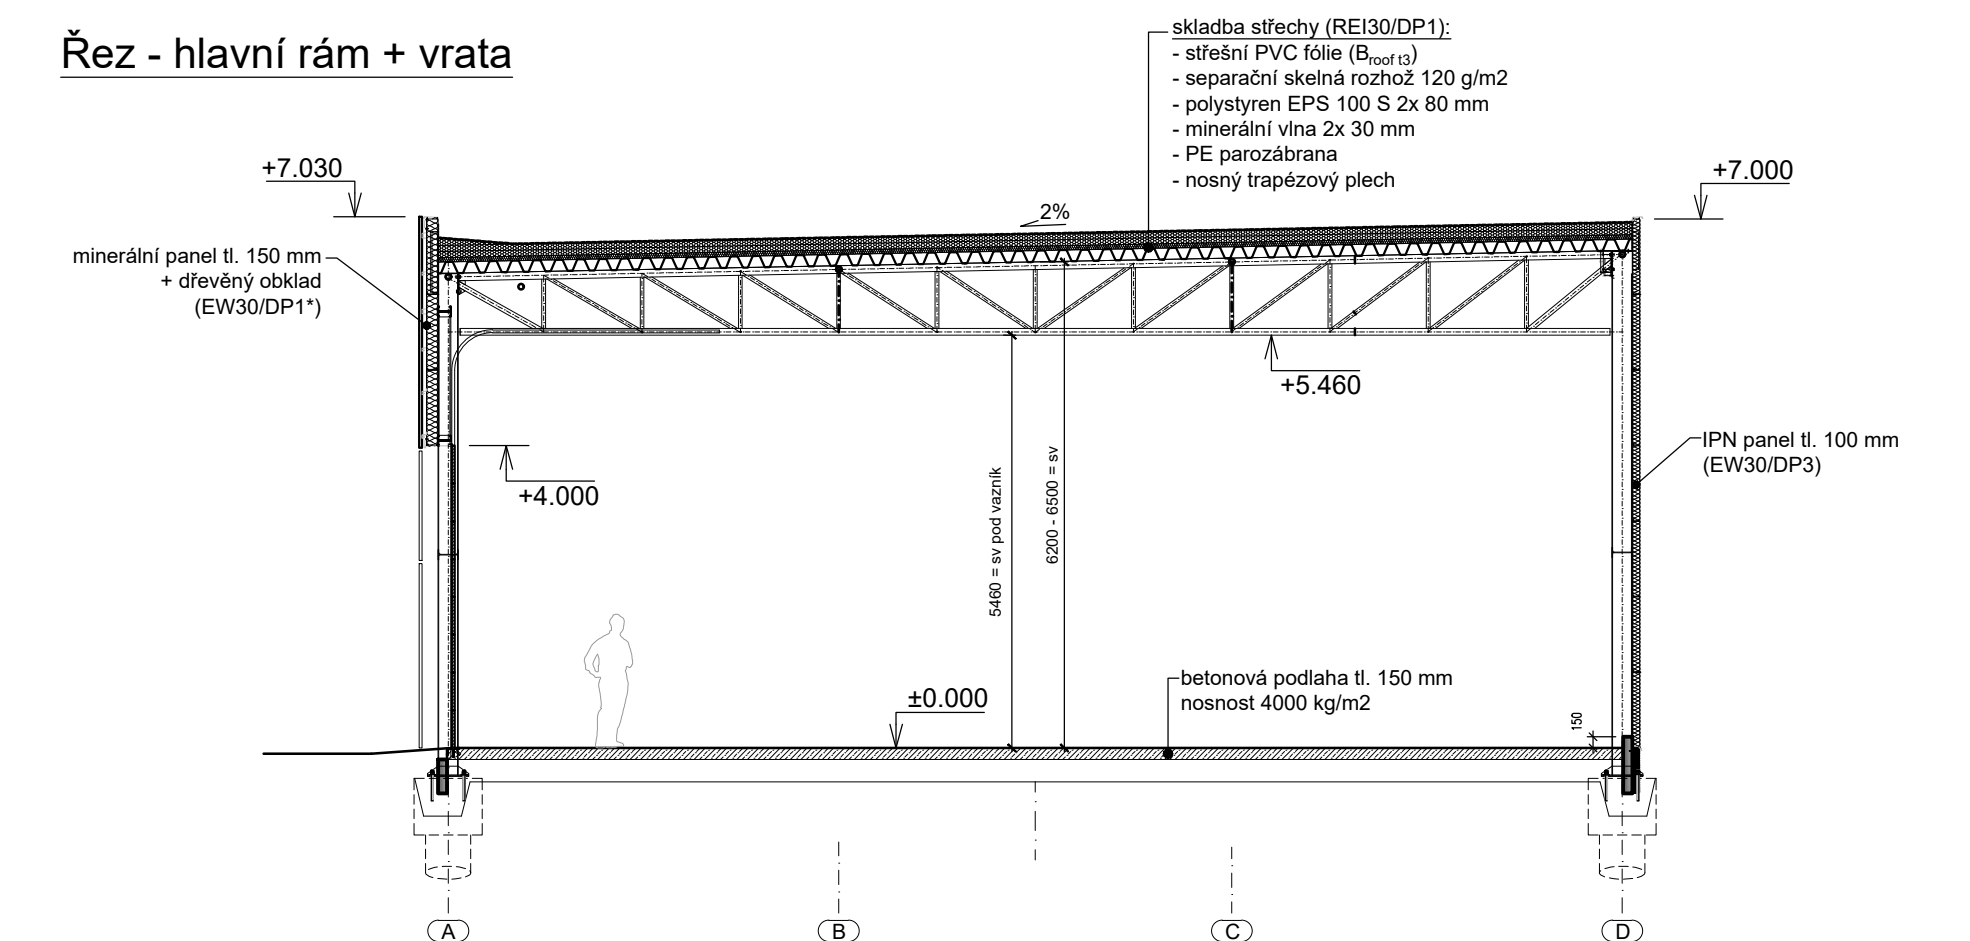 Řez - hlavní rám + vrata
skladba střechy (REI30/DP1):
- střešní PVC fólie (Broof t3)
- separační skelná rozhož 120 g/m2
- polystyren EPS 100 S 2x 80 mm
- minerální vlna 2x 30 mm
- PE parozábrana
- nosný trapézový plech
+7.030
+7.000
2%
minerální panel tl. 150 mm
+ dřevěný obklad
(EW30/DP1*)
+5.460
IPN panel tl. 100 mm
(EW30/DP3)
+4.000
5460 = sv pod vazník
6200 - 6500 = sv
betonová podlaha tl. 150 mm
nosnost 4000 kg/m2
±0.000
150
A
B
C
D